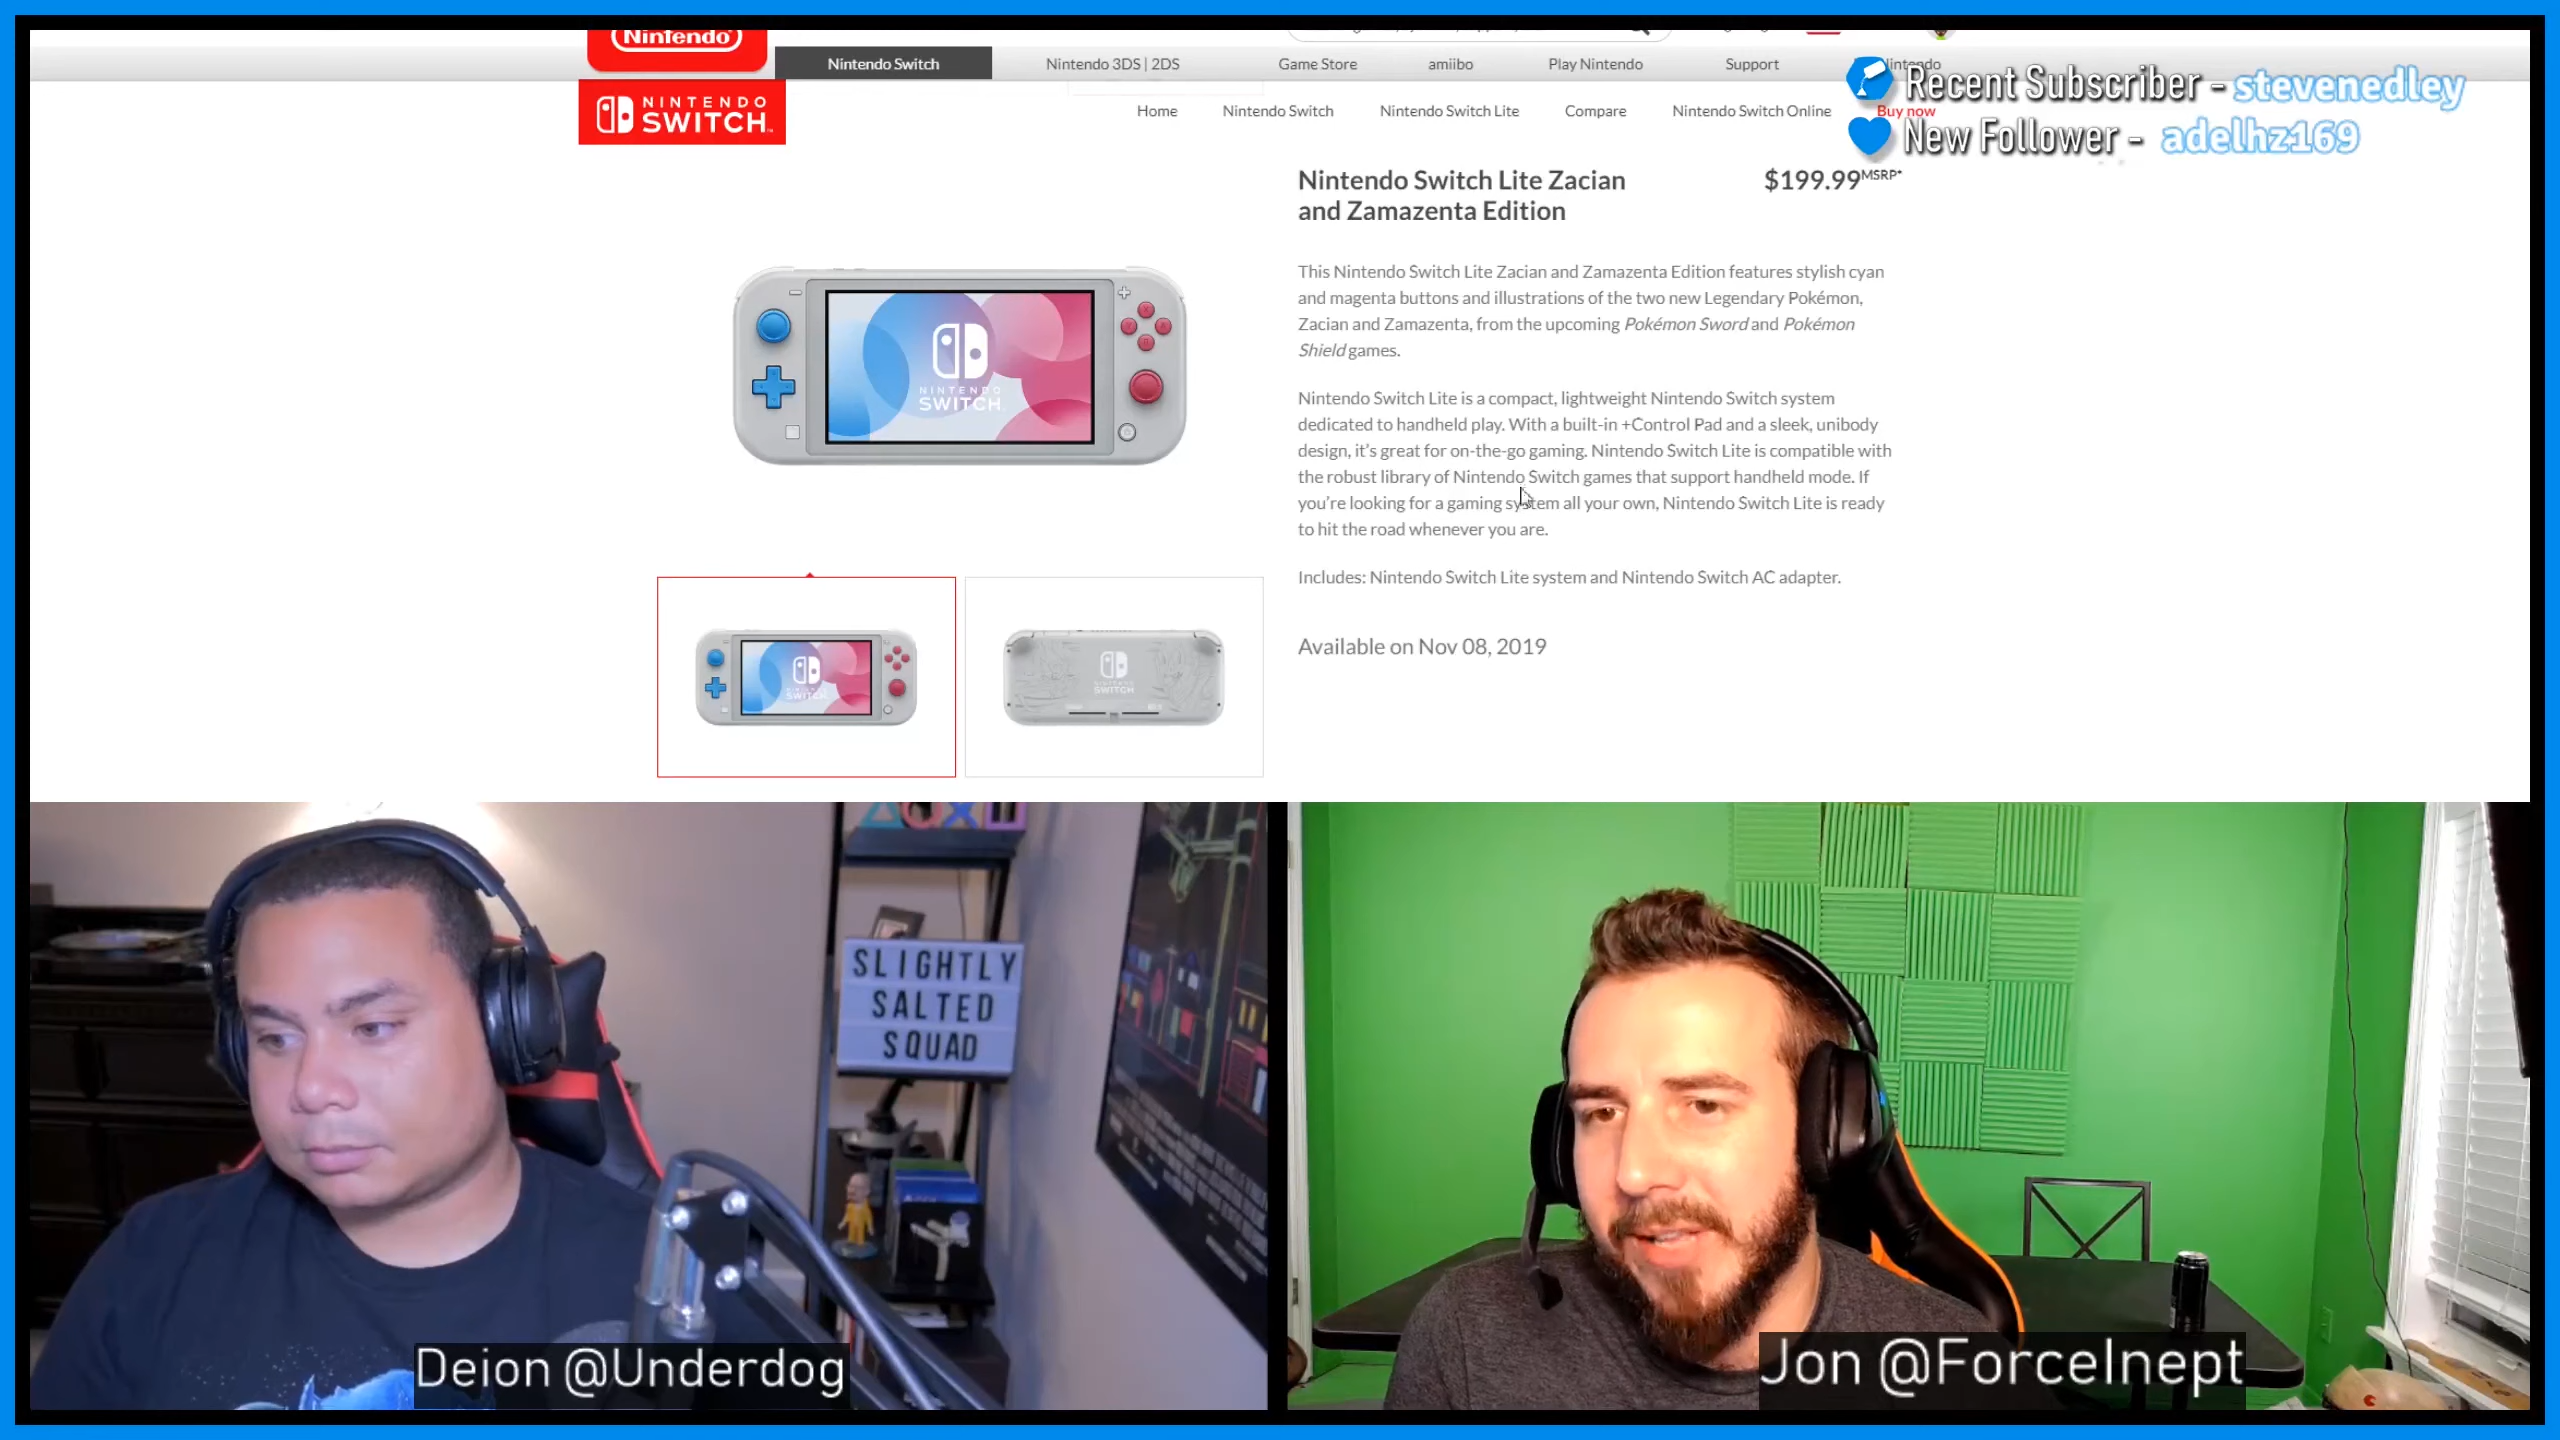 Nintendo
Nintendo Switch
Nintendo 3DS | 2DS
Game Store
amiibo
Play Nintendo
Support
NINTENDO
SWITCH
Home
Nintendo Switch
Nintendo Switch Lite
Compare
Nintendo Switch Online
Buy now
Recent Subscriber - stevenedley
New Follower - adelhz169
Nintendo Switch Lite Zacian
and Zamazenta Edition
$199.99MSRP*
This Nintendo Switch Lite Zacian and Zamazenta Edition features stylish cyan
and magenta buttons and illustrations of the two new Legendary Pokémon,
Zacian and Zamazenta, from the upcoming Pokémon Sword and Pokémon
Shield games.
Nintendo Switch Lite is a compact, lightweight Nintendo Switch system
dedicated to handheld play. With a built-in +Control Pad and a sleek, unibody
design, it's great for on-the-go gaming. Nintendo Switch Lite is compatible with
the robust library of Nintendo Switch games that support handheld mode. If
you're looking for a gaming system all your own, Nintendo Switch Lite is ready
to hit the road whenever you are.
Includes: Nintendo Switch Lite system and Nintendo Switch AC adapter.
Available on Nov 08, 2019
NINTENDO
SWITCH
NINTENDO
SWITCH
NINTENDO
SWITCH
SLIGHTLY
SALTED
SQUAD
Deion @Underdog
Jon @ForceInept